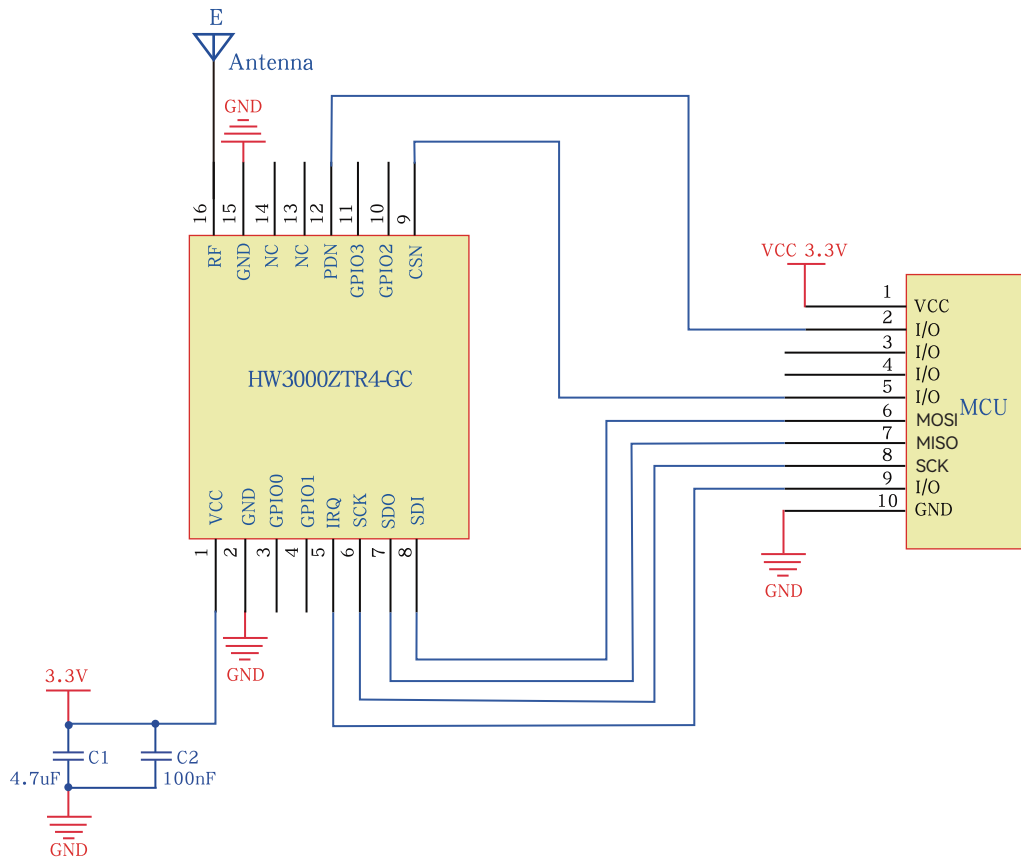 E
Antenna
GND
16
15
14
13
12
11
10
9
RF
GND
NC
NC
PDN
GPIO3
GPIO2
CSN
HW3000ZTR4-GC
VCC
GND
GPIO0
GPIO1
IRQ
SCK
SDO
SDI
1
2
3
4
5
6
7
8
GND
3.3V
C1
4.7uF
C2
100nF
GND
VCC 3.3V
1
VCC
2
I/O
3
I/O
4
I/O
5
I/O
6
MOSI
7
MISO
8
SCK
9
I/O
10
GND
MCU
GND